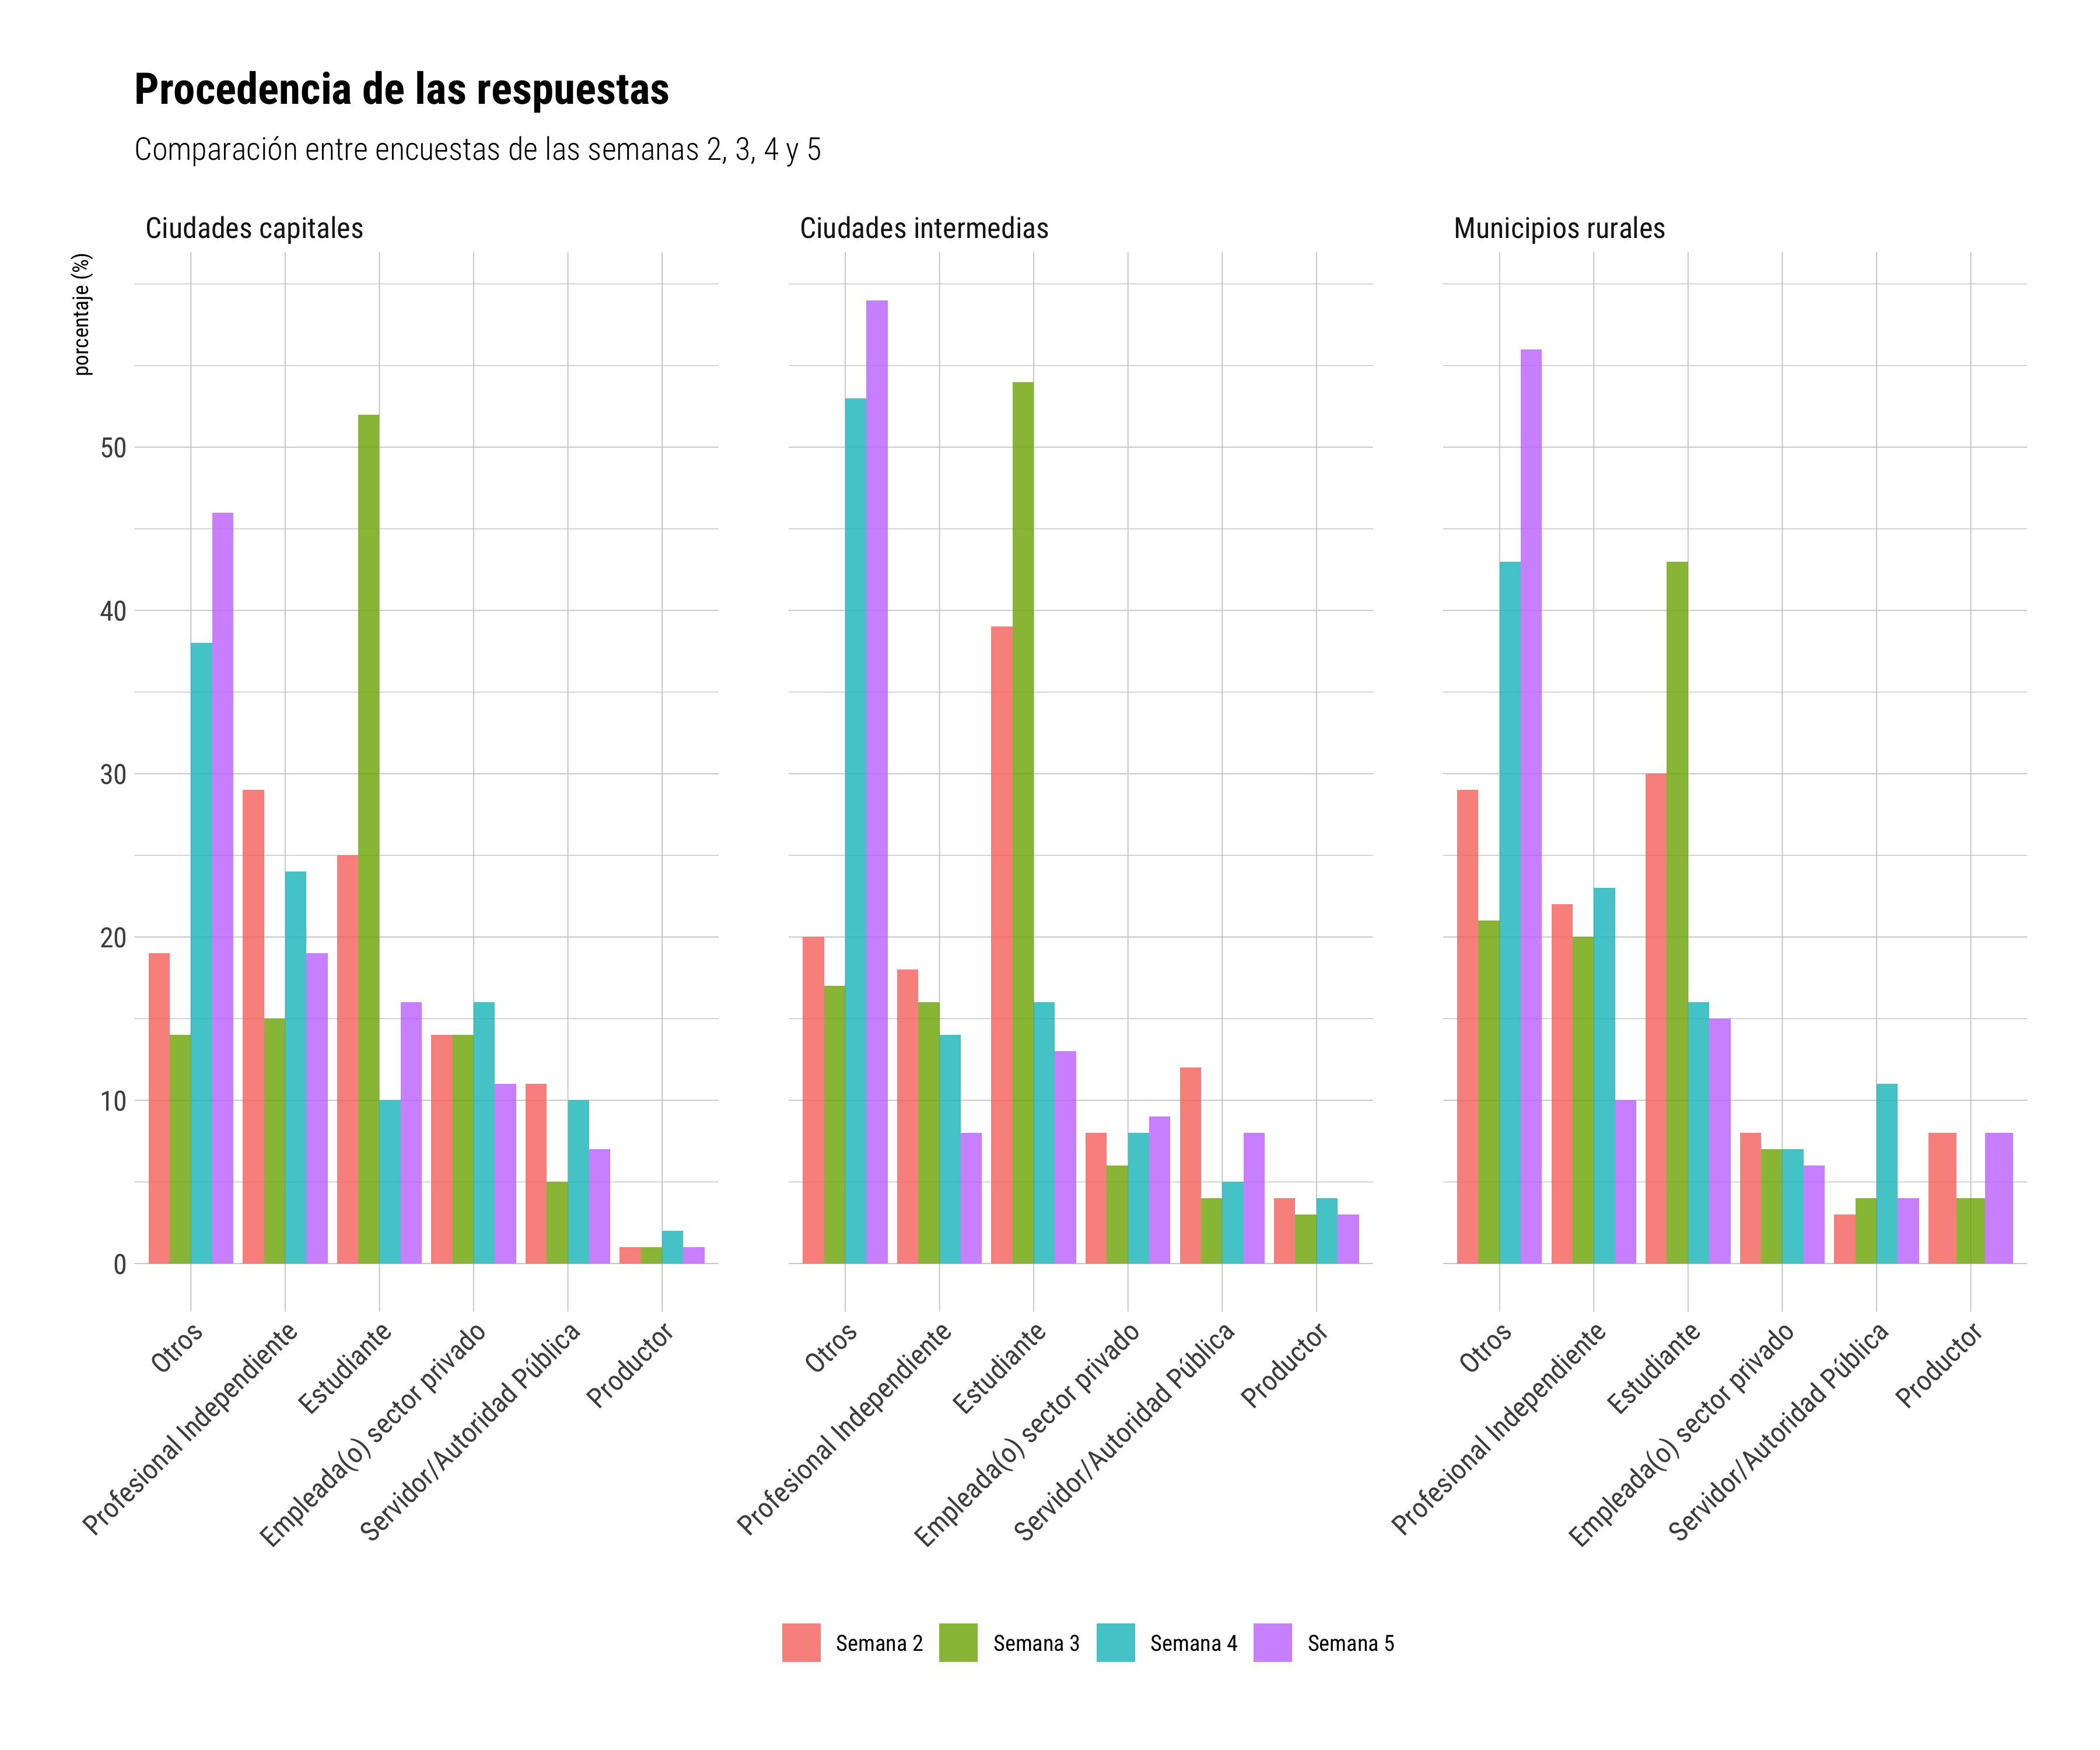 Procedencia de las respuestas
Comparación entre encuestas de las semanas 2, 3, 4 y 5
Ciudades capitales
Ciudades intermedias
Municipios rurales
porcentaje (%)
50
40
30
20
10
0
Otros
Profesional Independiente
Estudiante
Empleada(o) sector privado
Servidor/Autoridad Pública
Productor
Otros
Profesional Independiente
Estudiante
Empleada(o) sector privado
Servidor/Autoridad Pública
Productor
Otros
Profesional Independiente
Estudiante
Empleada(o) sector privado
Servidor/Autoridad Pública
Productor
Semana 2
Semana 3
Semana 4
Semana 5